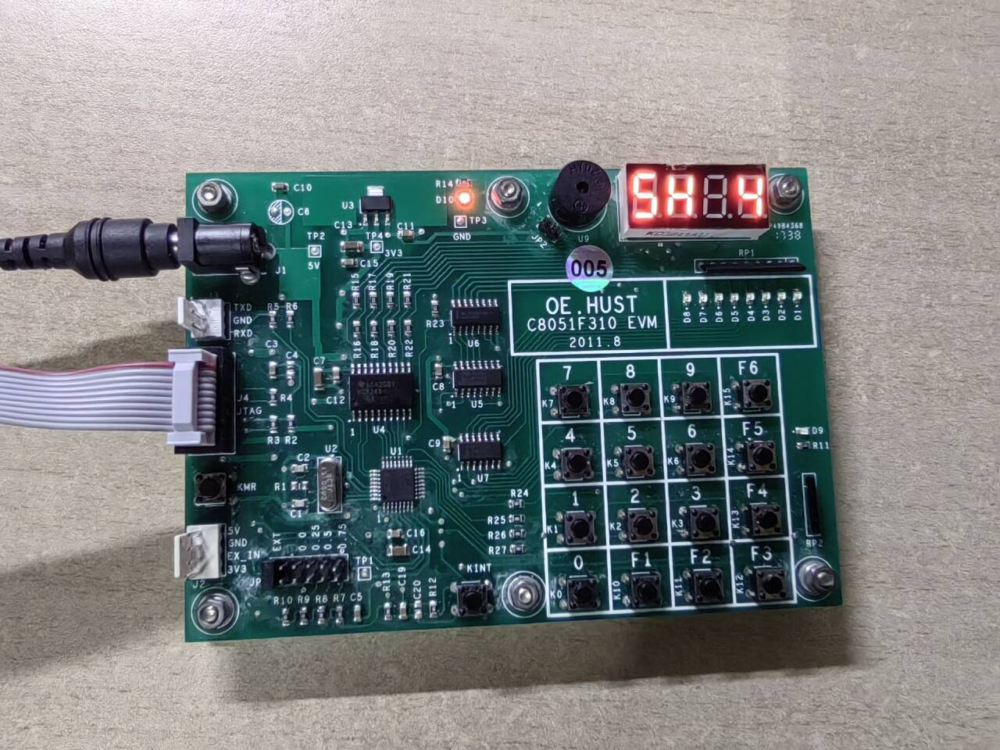 SH. 4
HYDZ
R14
D10
C10
C6
U3
C13
TP4
C11
TP3
GND
TP2
5V
3V3
C15
J1
JP2
U9
1738
RP1
005
OE.HUST
C8051F310 EVM
2011.8
D8 D7 D6 D5 D4 D3 D2 D1
TXD
GND
RXD
R5 R6
R15 R17 R19 R21
R16 R18 R20 R22
R23
1
U6
C3
C4
C7
C12
C8
1
U5
J4
JTAG
R4
R3 R2
1
U4
C9
1
U7
7 8 9 F6
K7 K8 K9 K15
4 5 6 F5
K4 K5 K6 K14
1 2 3 F4
K1 K2 K3 K13
0 F1 F2 F3
K0 K10 K11 K12
D9
R11
RP2
KMR
C2
U2
R1
C1
U1
1
R24
R25
R26
R27
5V
GND
EX_IN
3V3
J2
EXT
0.0
0.25
0.5
0.75
JP
TP1
C16
C14
KINT
R10 R9 R8 R7 C5
R13 C19 C20 R12